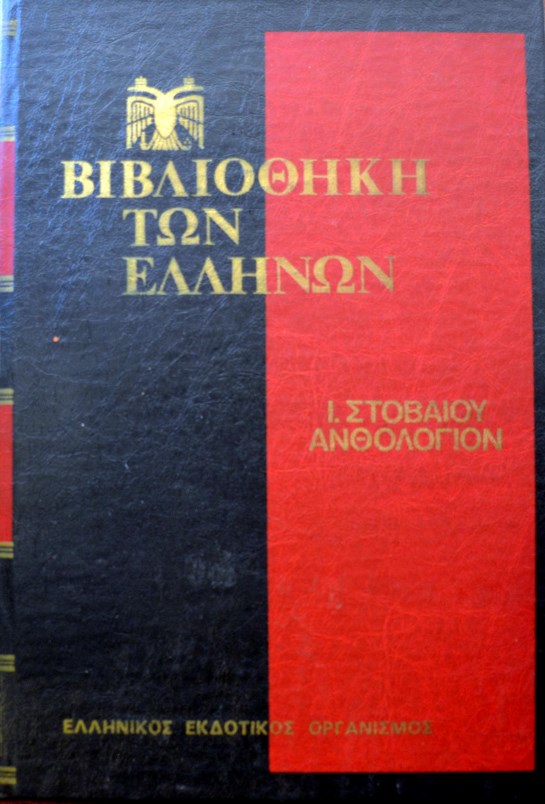 ΒΙΒΛΙΟΘΗΚΗ
ΤΩΝ
ΕΛΛΗΝΩΝ
Ι. ΣΤΟΒΑΙΟΥ
ΑΝΘΟΛΟΓΙΟΝ
ΕΛΛΗΝΙΚΟΣ ΕΚΔΟΤΙΚΟΣ ΟΡΓΑΝΙΣΜΟΣ